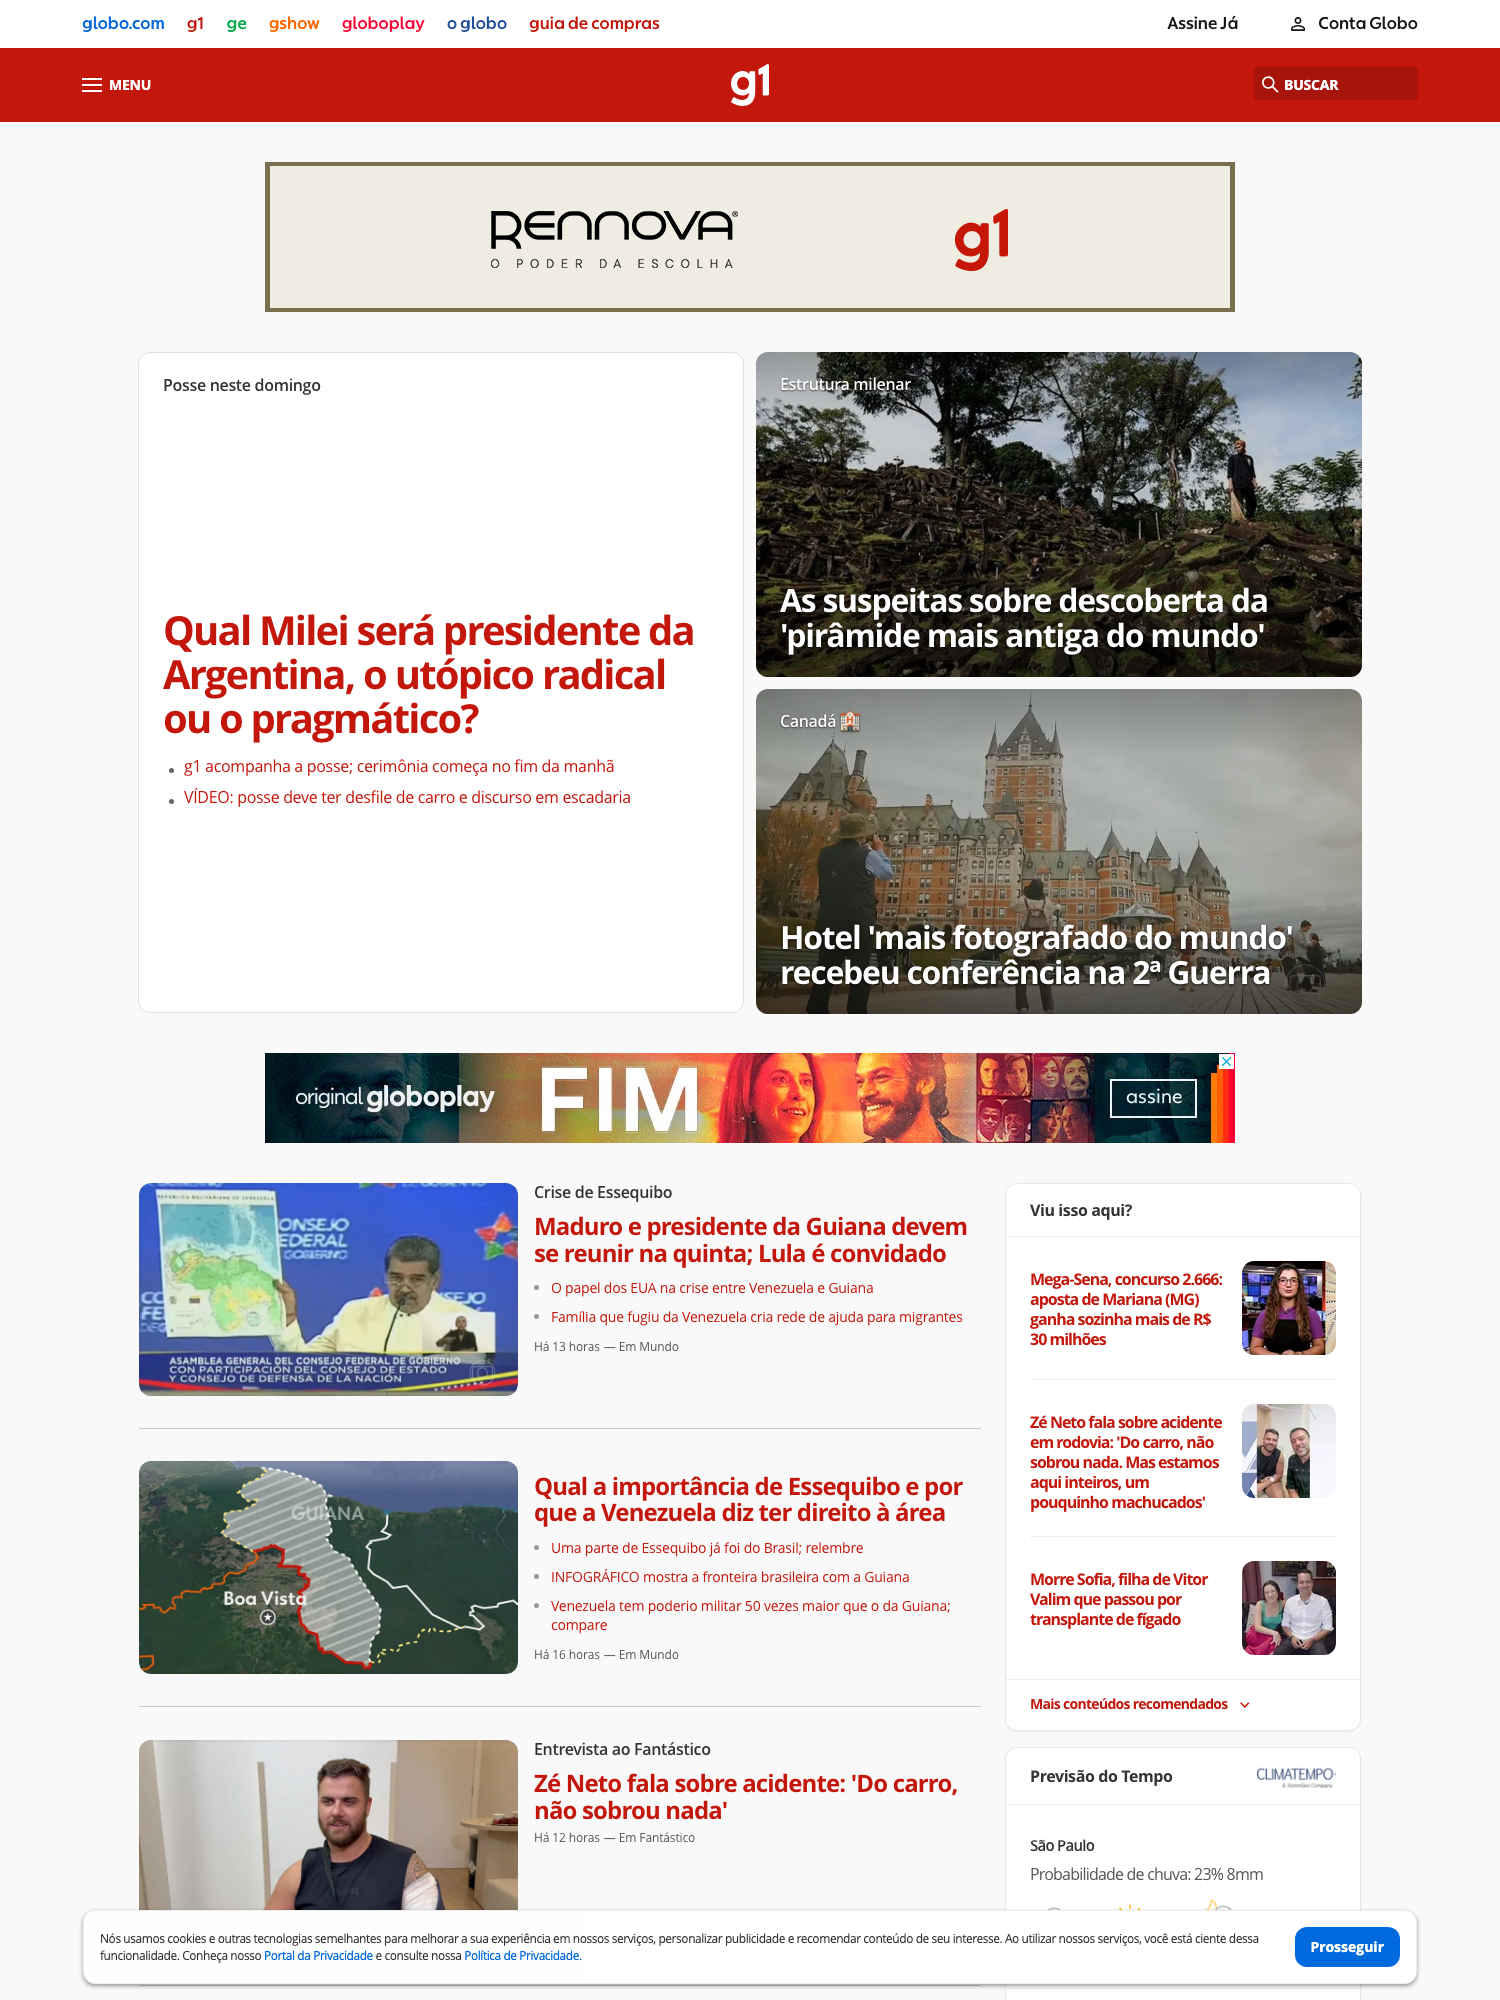 globo.com g1 ge gshow globoplay o globo guia de compras Assine Já Conta Globo
MENU g1 BUSCAR
RENNOVA®
O PODER DA ESCOLHA
g1
Posse neste domingo
Qual Milei será presidente da
Argentina, o utópico radical
ou o pragmático?
g1 acompanha a posse; cerimônia começa no fim da manhã
VÍDEO: posse deve ter desfile de carro e discurso em escadaria
Estrutura milenar
As suspeitas sobre descoberta da
'pirâmide mais antiga do mundo'
Canadá
Hotel 'mais fotografado do mundo'
recebeu conferência na 2ª Guerra
original globoplay FIM assine
REPÚBLICA BOLIVARIANA DE VENEZUELA
ONSEJO
EDERAL
GOBIERNO
ASAMBLEA GENERAL DEL CONSEJO FEDERAL DE GOBIERNO
CON PARTICIPACIÓN DEL CONSEJO DE ESTADO
Y CONSEJO DE DEFENSA DE LA NACIÓN
Crise de Essequibo
Maduro e presidente da Guiana devem
se reunir na quinta; Lula é convidado
O papel dos EUA na crise entre Venezuela e Guiana
Família que fugiu da Venezuela cria rede de ajuda para migrantes
Há 13 horas — Em Mundo
GUIANA
Boa Vista
Qual a importância de Essequibo e por
que a Venezuela diz ter direito à área
Uma parte de Essequibo já foi do Brasil; relembre
INFOGRÁFICO mostra a fronteira brasileira com a Guiana
Venezuela tem poderio militar 50 vezes maior que o da Guiana;
compare
Há 16 horas — Em Mundo
Entrevista ao Fantástico
Zé Neto fala sobre acidente: 'Do carro,
não sobrou nada'
Há 12 horas — Em Fantástico
Viu isso aqui?
Mega-Sena, concurso 2.666:
aposta de Mariana (MG)
ganha sozinha mais de R$
30 milhões
Zé Neto fala sobre acidente
em rodovia: 'Do carro, não
sobrou nada. Mas estamos
aqui inteiros, um
pouquinho machucados'
Morre Sofia, filha de Vitor
Valim que passou por
transplante de fígado
Mais conteúdos recomendados
Previsão do Tempo CLIMATEMPO
A StormGeo Company
São Paulo
Probabilidade de chuva: 23% 8mm
Nós usamos cookies e outras tecnologias semelhantes para melhorar a sua experiência em nossos serviços, personalizar publicidade e recomendar conteúdo de seu interesse. Ao utilizar nossos serviços, você está ciente dessa
funcionalidade. Conheça nosso Portal da Privacidade e consulte nossa Política de Privacidade.
Prosseguir